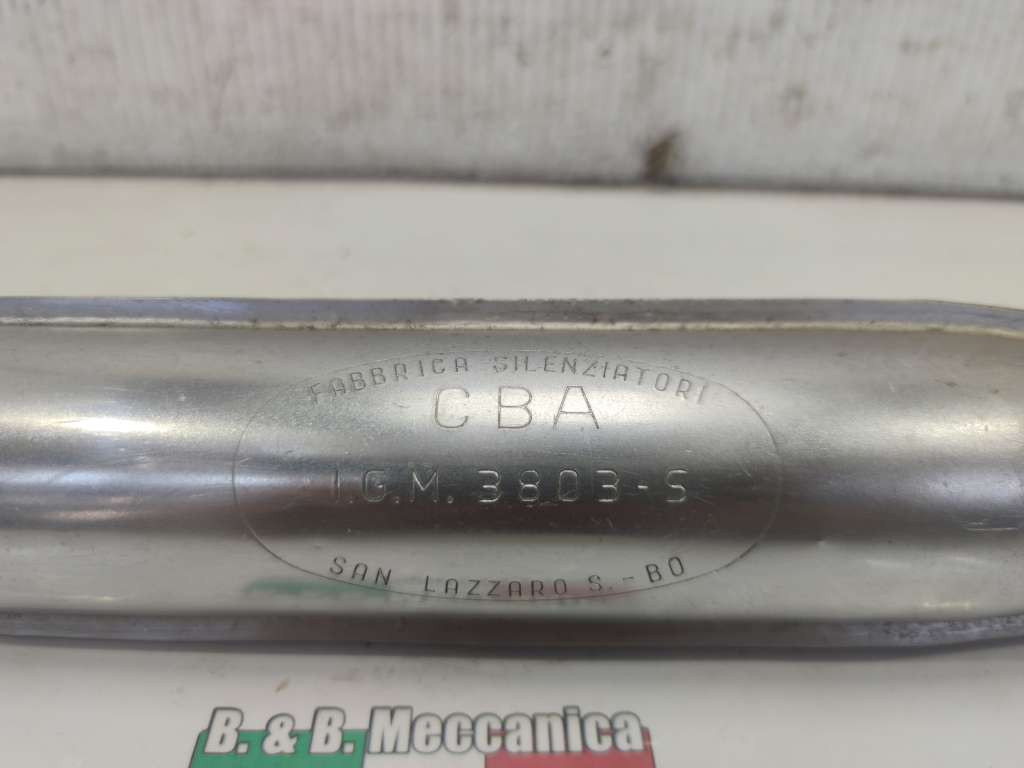 FABBRICA SILENZIATORI
CBA
I.G.M. 3803-S
SAN LAZZARO S.-BO
B. & B. Meccanica